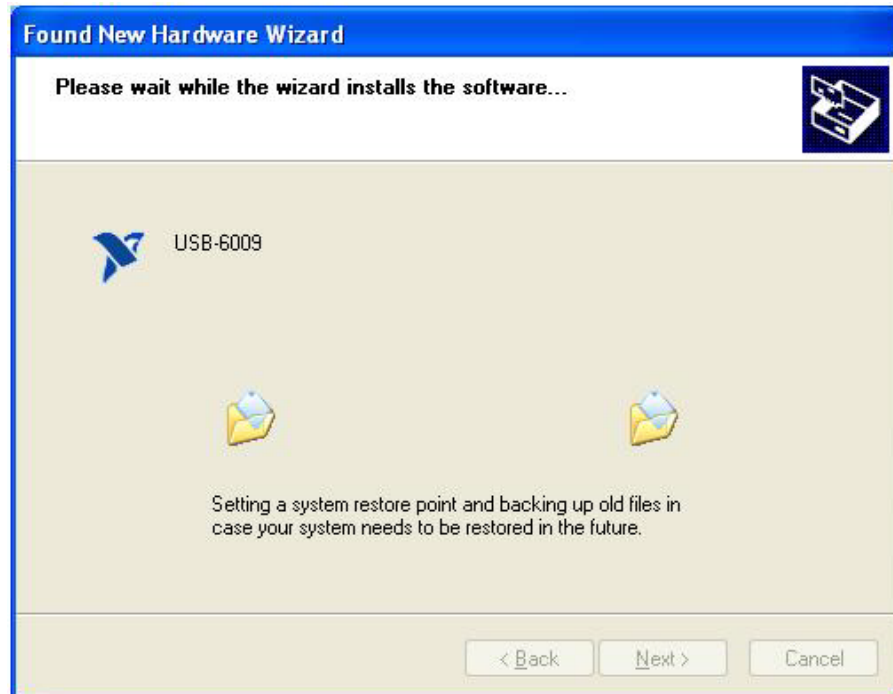 Found New Hardware Wizard
Please wait while the wizard installs the software...
USB-6009
Setting a system restore point and backing up old files in
case your system needs to be restored in the future.
< Back Next > Cancel